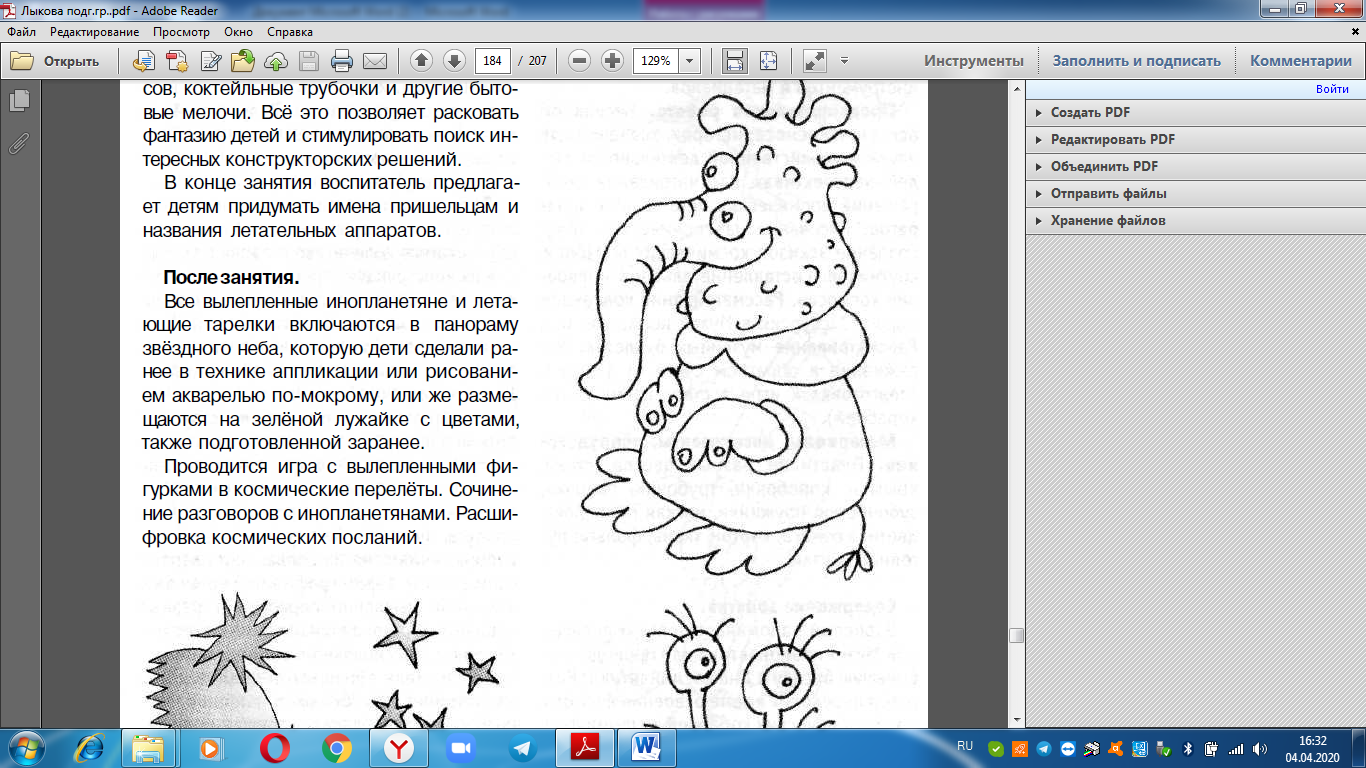 Лыкова подг.гр..pdf - Adobe Reader
Файл Редактирование Просмотр Окно Справка
Открыть 184 / 207 129% Инструменты Заполнить и подписать Комментарии
Войти
Создать PDF
Редактировать PDF
Объединить PDF
Отправить файлы
Хранение файлов
сов, коктейльные трубочки и другие быто-
вые мелочи. Всё это позволяет расковать
фантазию детей и стимулировать поиск ин-
тересных конструкторских решений.
В конце занятия воспитатель предлага-
ет детям придумать имена пришельцам и
названия летательных аппаратов.
После занятия.
Все вылепленные инопланетяне и лета-
ющие тарелки включаются в панораму
звёздного неба, которую дети сделали ра-
нее в технике аппликации или рисовани-
ем акварелью по-мокрому, или же разме-
щаются на зелёной лужайке с цветами,
также подготовленной заранее.
Проводится игра с вылепленными фи-
гурками в космические перелёты. Сочине-
ние разговоров с инопланетянами. Расши-
фровка космических посланий.
RU 16:32
04.04.2020